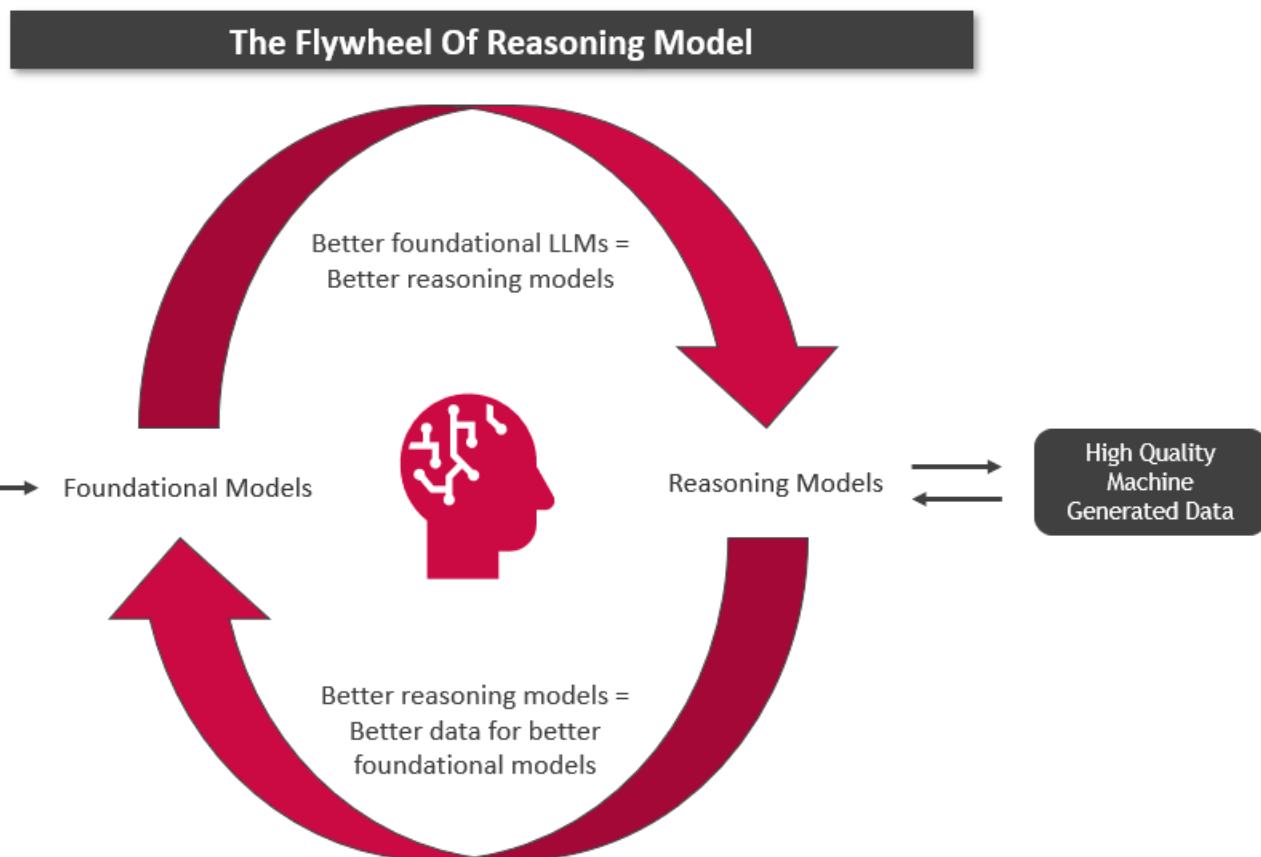 The Flywheel Of Reasoning Model
Better foundational LLMs =
Better reasoning models
Foundational Models
Reasoning Models
High Quality
Machine
Generated Data
Better reasoning models =
Better data for better
foundational models